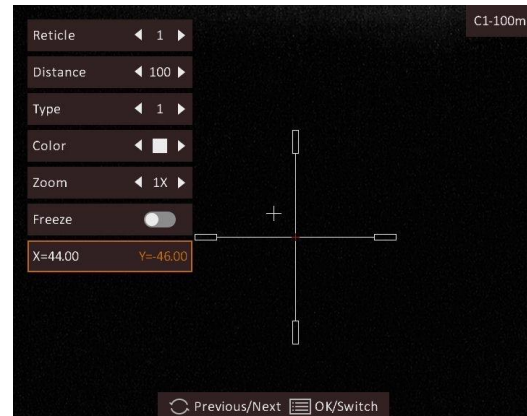 C1-100m
Reticle 1
Distance 100
Type 1
Color
Zoom 1X
Freeze
X=44.00 Y=-46.00
Previous/Next OK/Switch